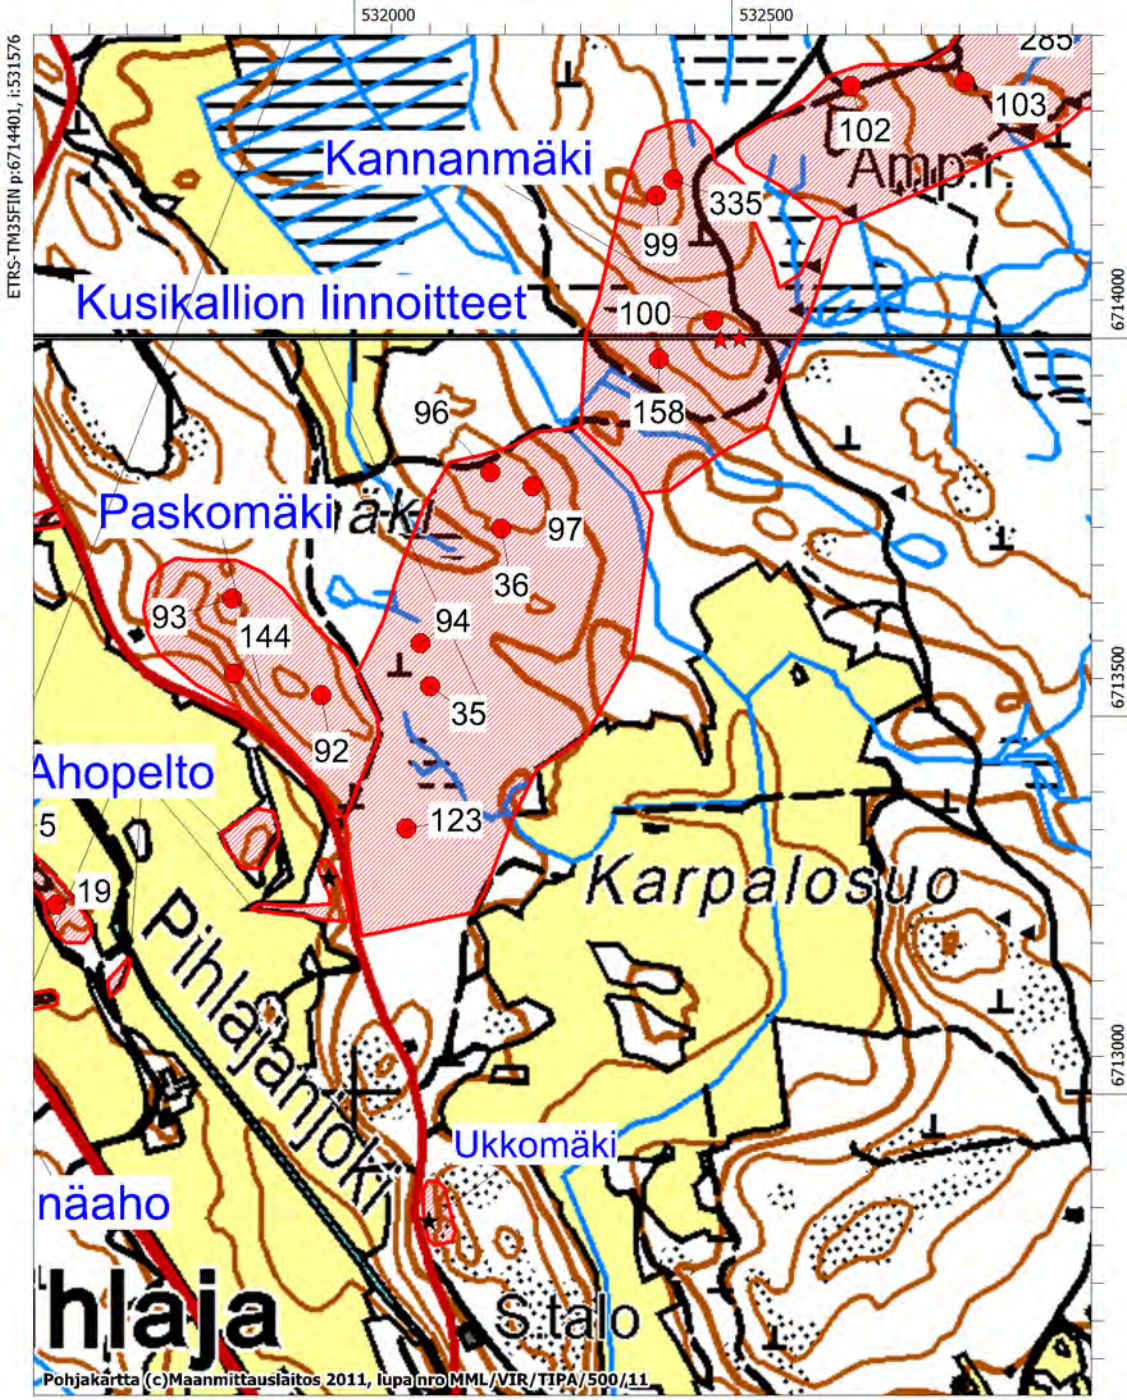 532000
532500
ETRS-TM35FIN p:6714401, i:531576
285
103
102
Amp.r.
Kannanmäki
335
99
6714000
Kusikallion linnoitteet
100
158
96
Paskomäki
äki
97
36
93
94
144
6713500
35
92
Ahopelto
5
123
Karpalosuo
19
Pihlajanjoki
6713000
Ukkomäki
näaho
hlaja
S.talo
Pohjakartta (c)Maanmittauslaitos 2011, lupa nro MML/VIR/TIPA/500/11